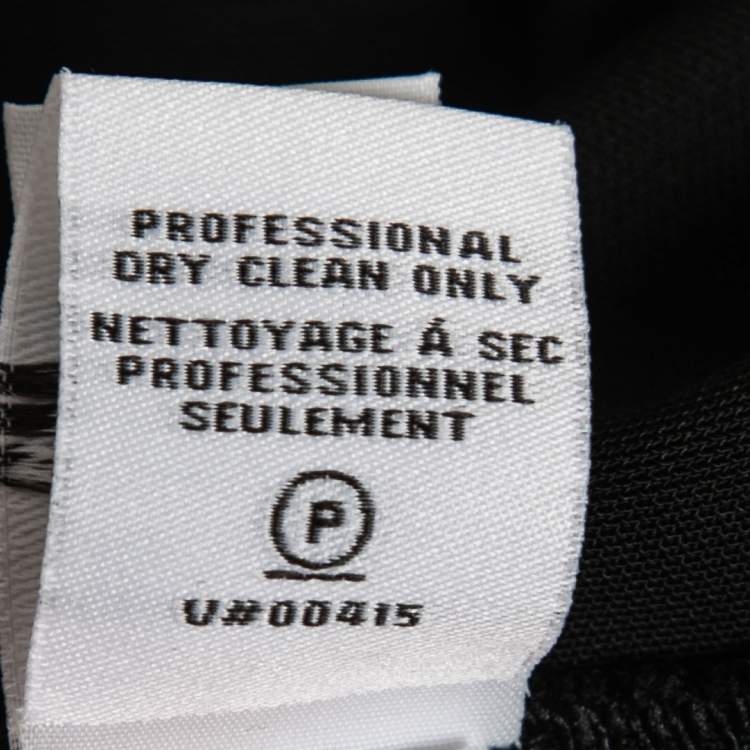 PROFESSIONAL
DRY CLEAN ONLY
NETTOYAGE Á SEC
PROFESSIONNEL
SEULEMENT
P
V#00415